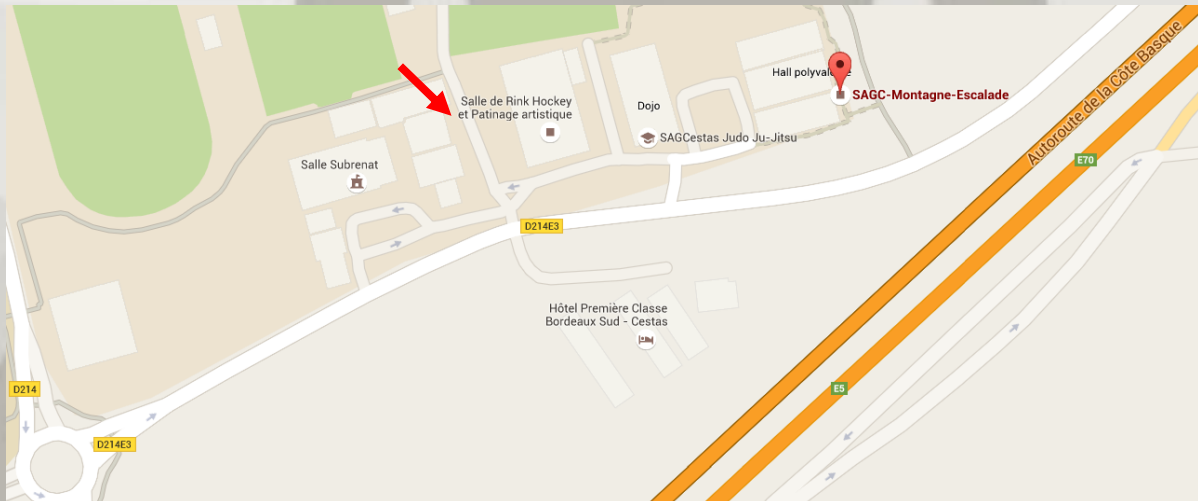 Autoroute de la Côte Basque
Hall polyvalente
SAGC-Montagne-Escalade
Salle de Rink Hockey
et Patinage artistique
Dojo
SAGCestas Judo Ju-Jitsu
E70
Salle Subrenat
D214E3
Hôtel Première Classe
Bordeaux Sud - Cestas
D214
E5
D214E3